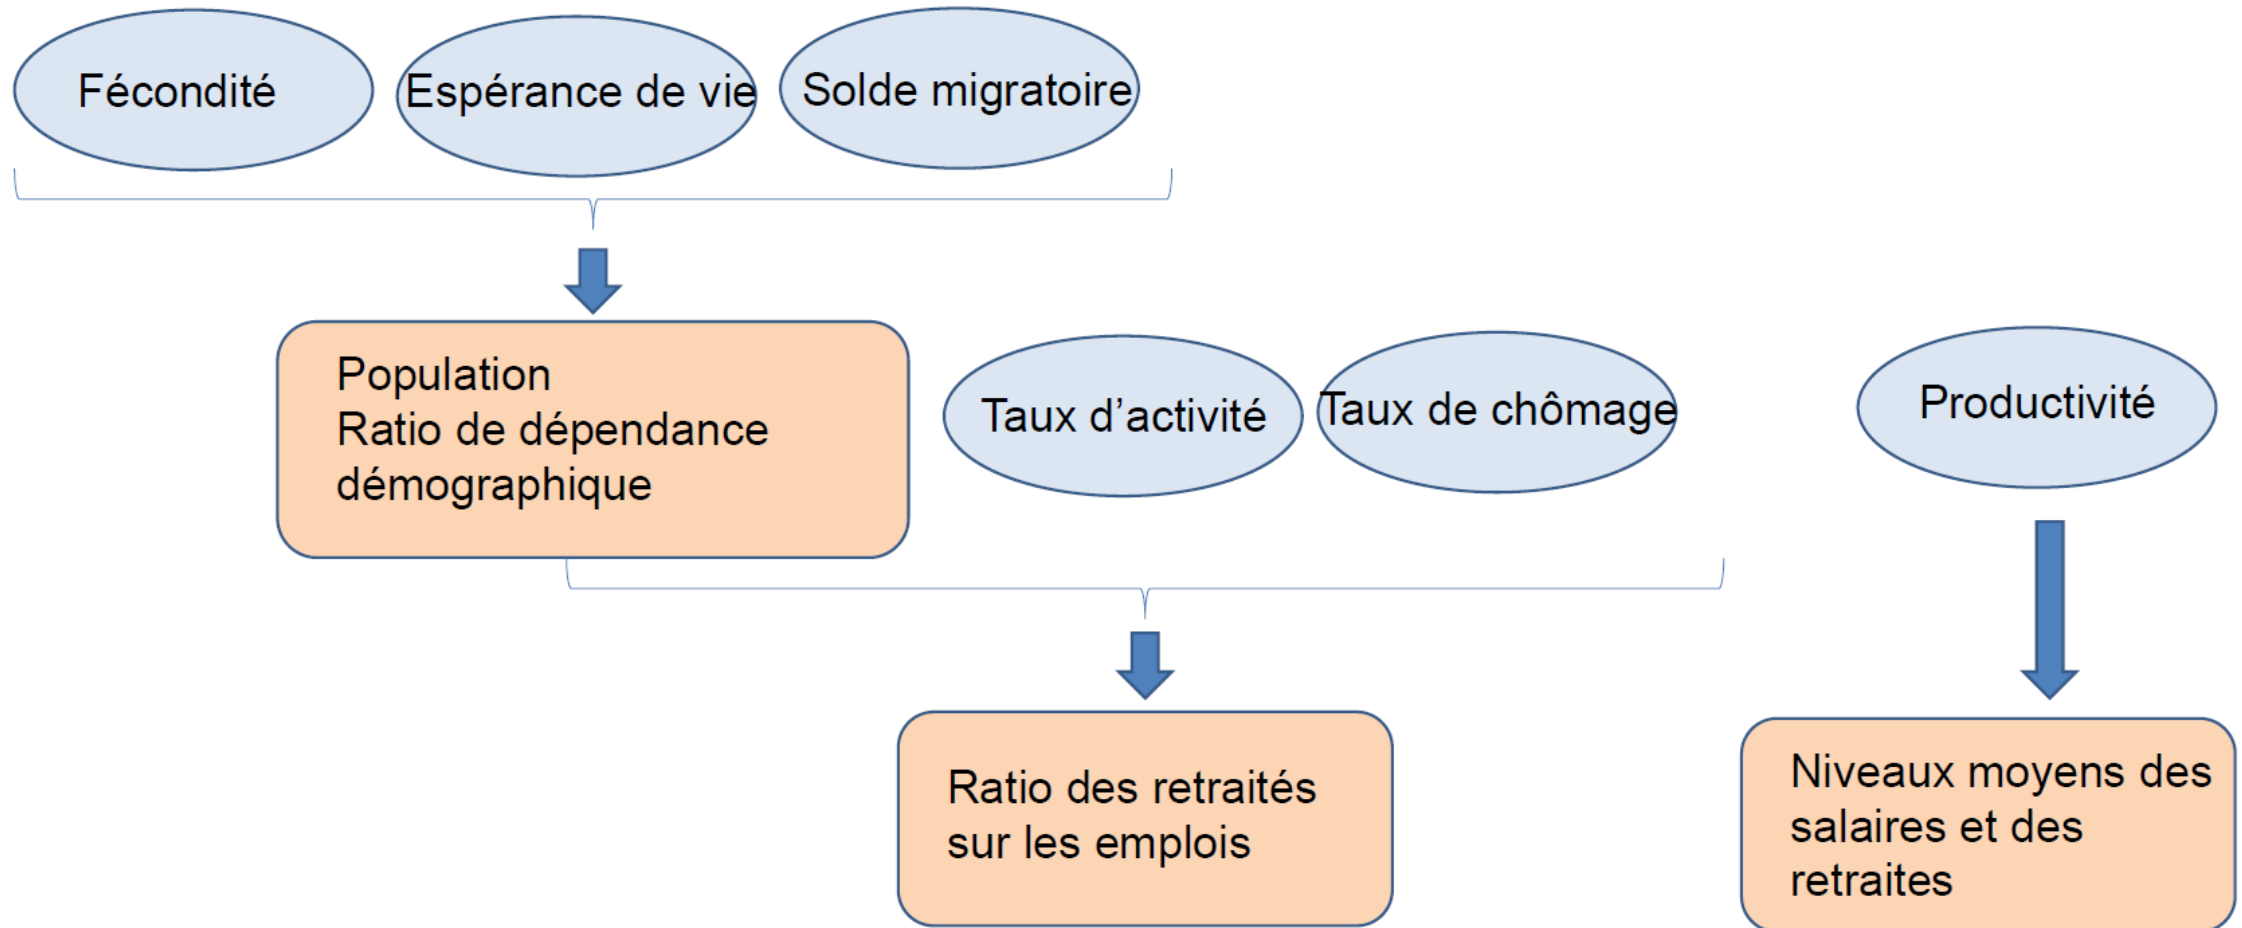 Fécondité
Espérance de vie
Solde migratoire
Population
Ratio de dépendance
démographique
Taux d’activité
Taux de chômage
Productivité
Ratio des retraités
sur les emplois
Niveaux moyens des
salaires et des
retraites